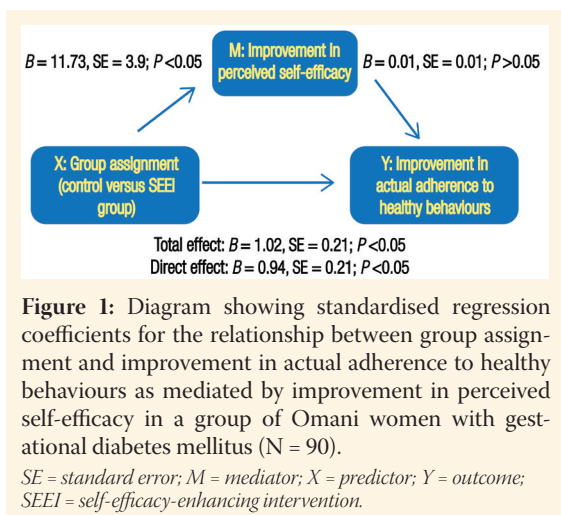 B = 11.73, SE = 3.9; P <0.05
M: Improvement in
perceived self-efficacy
B = 0.01, SE = 0.01; P>0.05
X: Group assignment
(control versus SEEI
group)
Y: Improvement in
actual adherence to
healthy behaviours
Total effect: B = 1.02, SE = 0.21; P<0.05
Direct effect: B = 0.94, SE = 0.21; P<0.05
Figure 1: Diagram showing standardised regression
coefficients for the relationship between group assign-
ment and improvement in actual adherence to healthy
behaviours as mediated by improvement in perceived
self-efficacy in a group of Omani women with gest-
ational diabetes mellitus (N = 90).
SE = standard error; M = mediator; X = predictor; Y = outcome;
SEEI = self-efficacy-enhancing intervention.